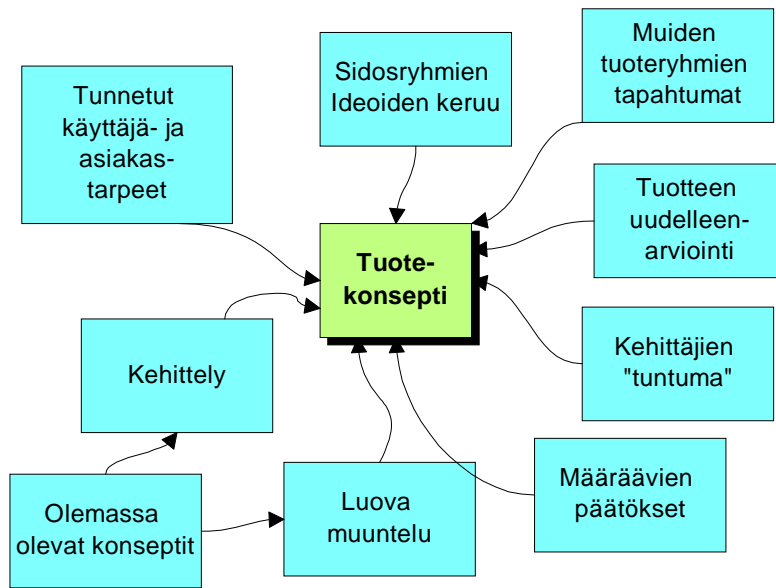 Tunnetut
käyttäjä- ja
asiakas-
tarpeet
Sidosryhmien
Ideoiden keruu
Muiden
tuoteryhmien
tapahtumat
Tuotteen
uudelleen-
arviointi
Tuote-
konsepti
Kehittely
Kehittäjien
"tuntuma"
Olemassa
olevat konseptit
Luova
muuntelu
Määräävien
päätökset